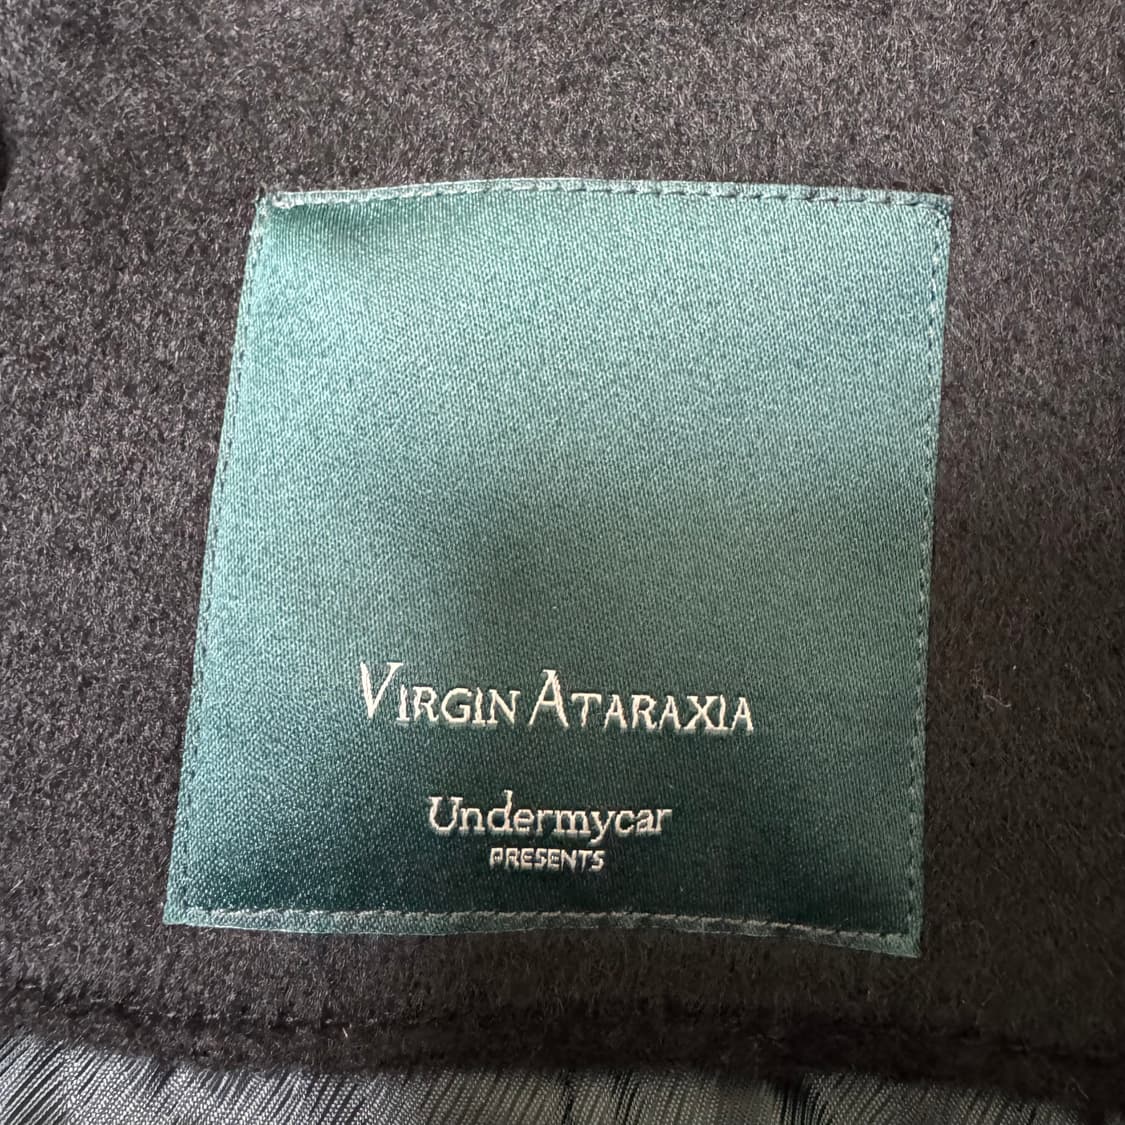 VIRGIN ATARAXIA
Undermycar
PRESENTS